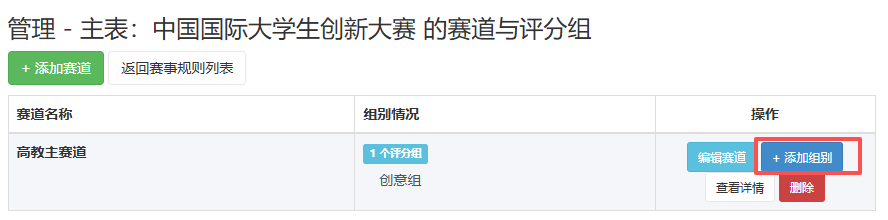 管理 - 主表：中国国际大学生创新大赛 的赛道与评分组
+ 添加赛道 返回赛事规则列表
赛道名称 组别情况 操作
高教主赛道 1 个评分组 编辑赛道 + 添加组别
创意组 查看详情 删除